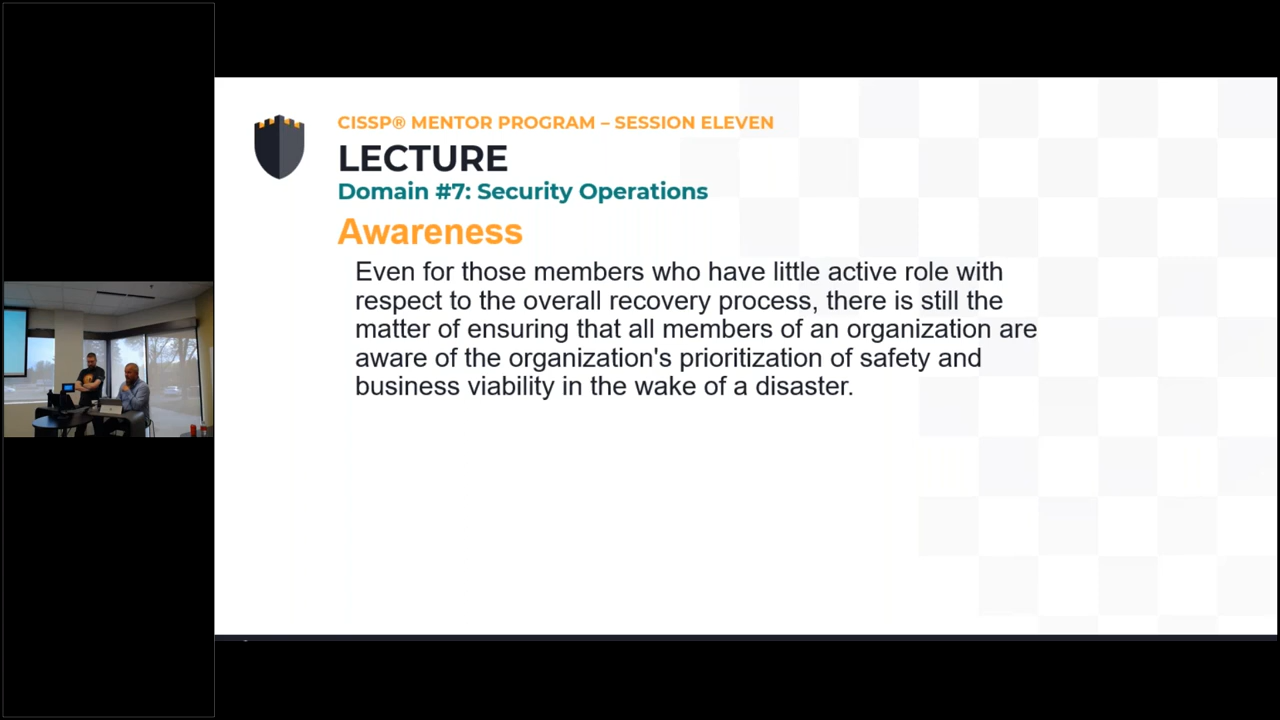 CISSP® MENTOR PROGRAM – SESSION ELEVEN
LECTURE
Domain #7: Security Operations
Awareness
Even for those members who have little active role with
respect to the overall recovery process, there is still the
matter of ensuring that all members of an organization are
aware of the organization's prioritization of safety and
business viability in the wake of a disaster.